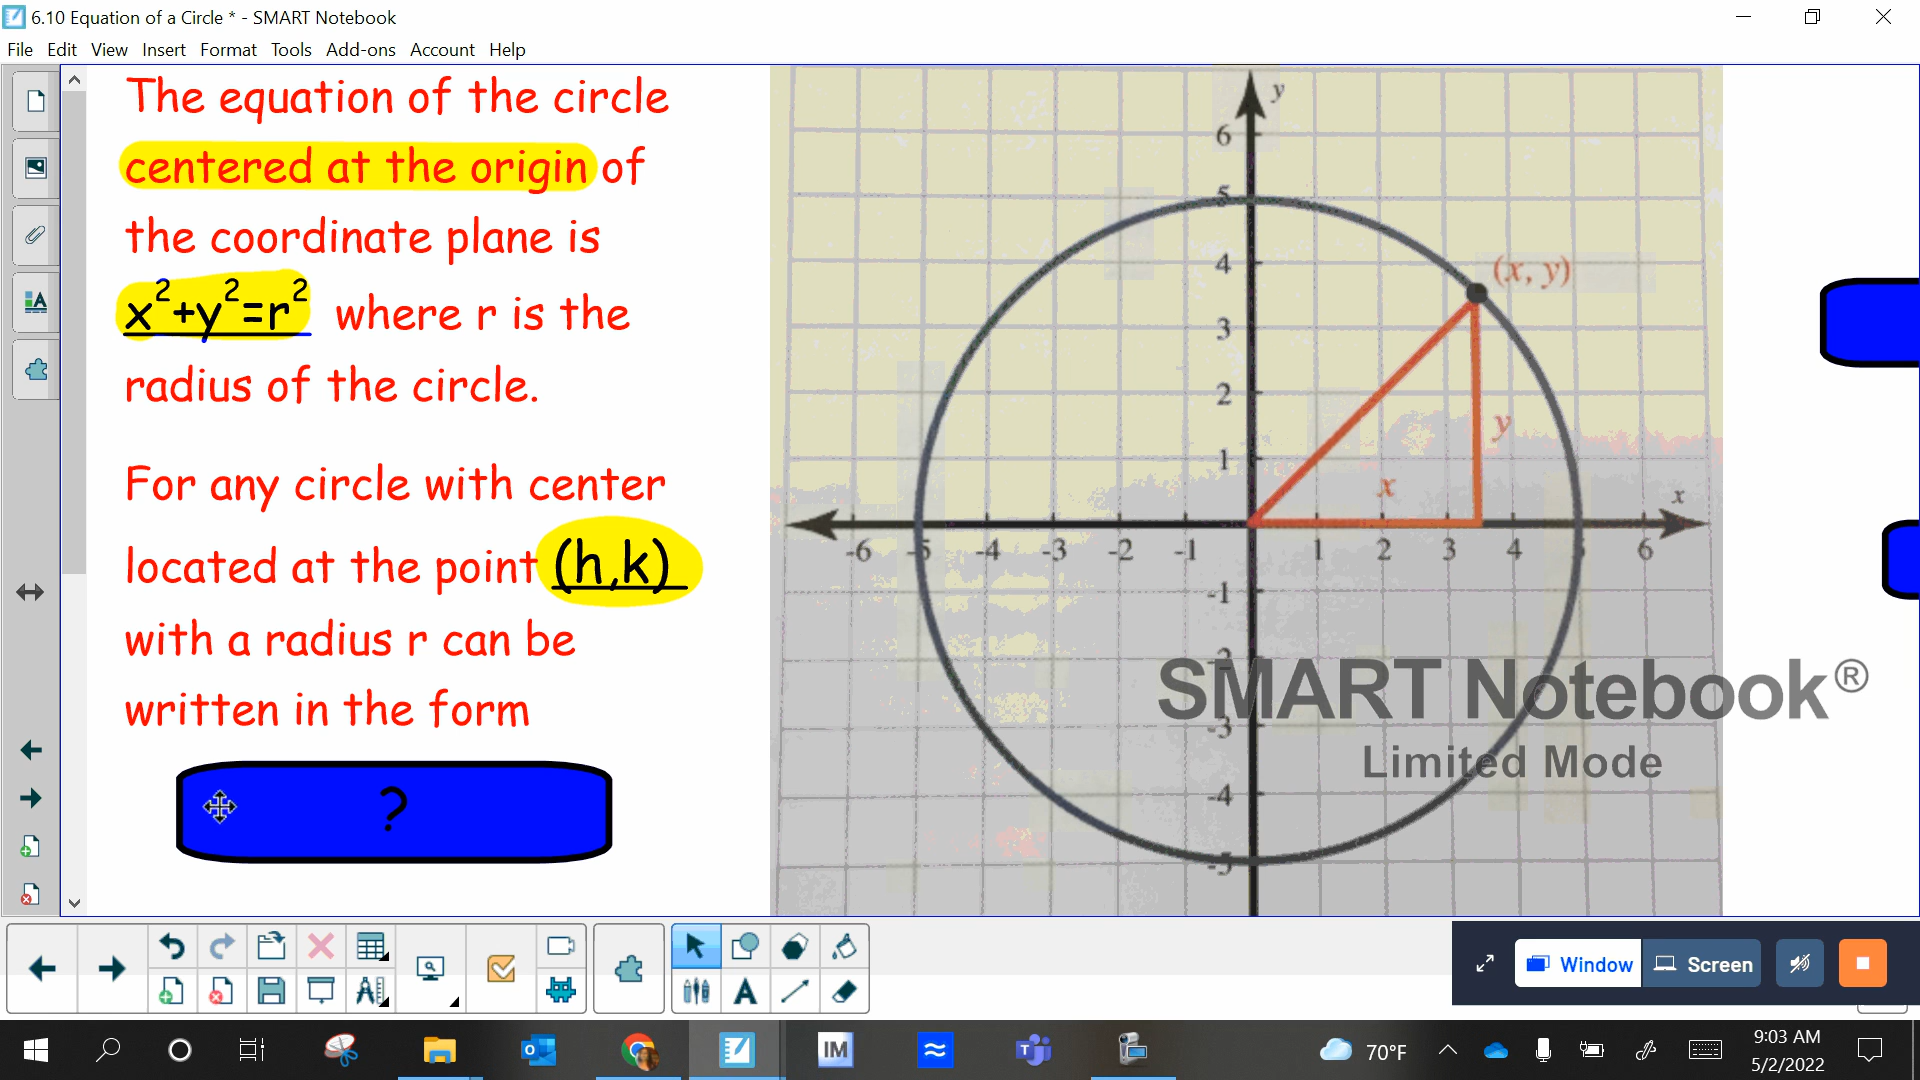 6.10 Equation of a Circle * - SMART Notebook
File Edit View Insert Format Tools Add-ons Account Help
The equation of the circle
centered at the origin of
the coordinate plane is
x²+y²=r² where r is the
radius of the circle.
For any circle with center
located at the point (h,k)
with a radius r can be
written in the form
?
y
6
5
4
3
2
1
(x, y)
y
x
x
-6 -5 -4 -3 -2 -1 1 2 3 4 5 6
-1
-2
-3
-4
-5
SMART Notebook®
Limited Mode
Window Screen
IM
70°F
9:03 AM
5/2/2022